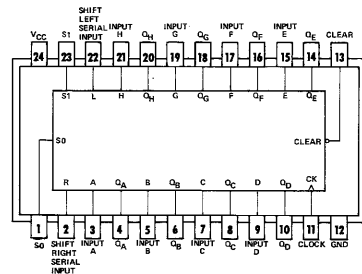 SHIFT
LEFT
SERIAL
VCC S1 INPUT INPUT H QH INPUT G QG INPUT F QF INPUT E QE CLEAR
24 23 22 21 20 19 18 17 16 15 14 13
S1 L H QH G QG F QF E QE
S0 CLEAR
R A QA B QB C QC D QD CK
1 2 3 4 5 6 7 8 9 10 11 12
S0 SHIFT RIGHT SERIAL INPUT INPUT A QA INPUT B QB INPUT C QC INPUT D QD CLOCK GND